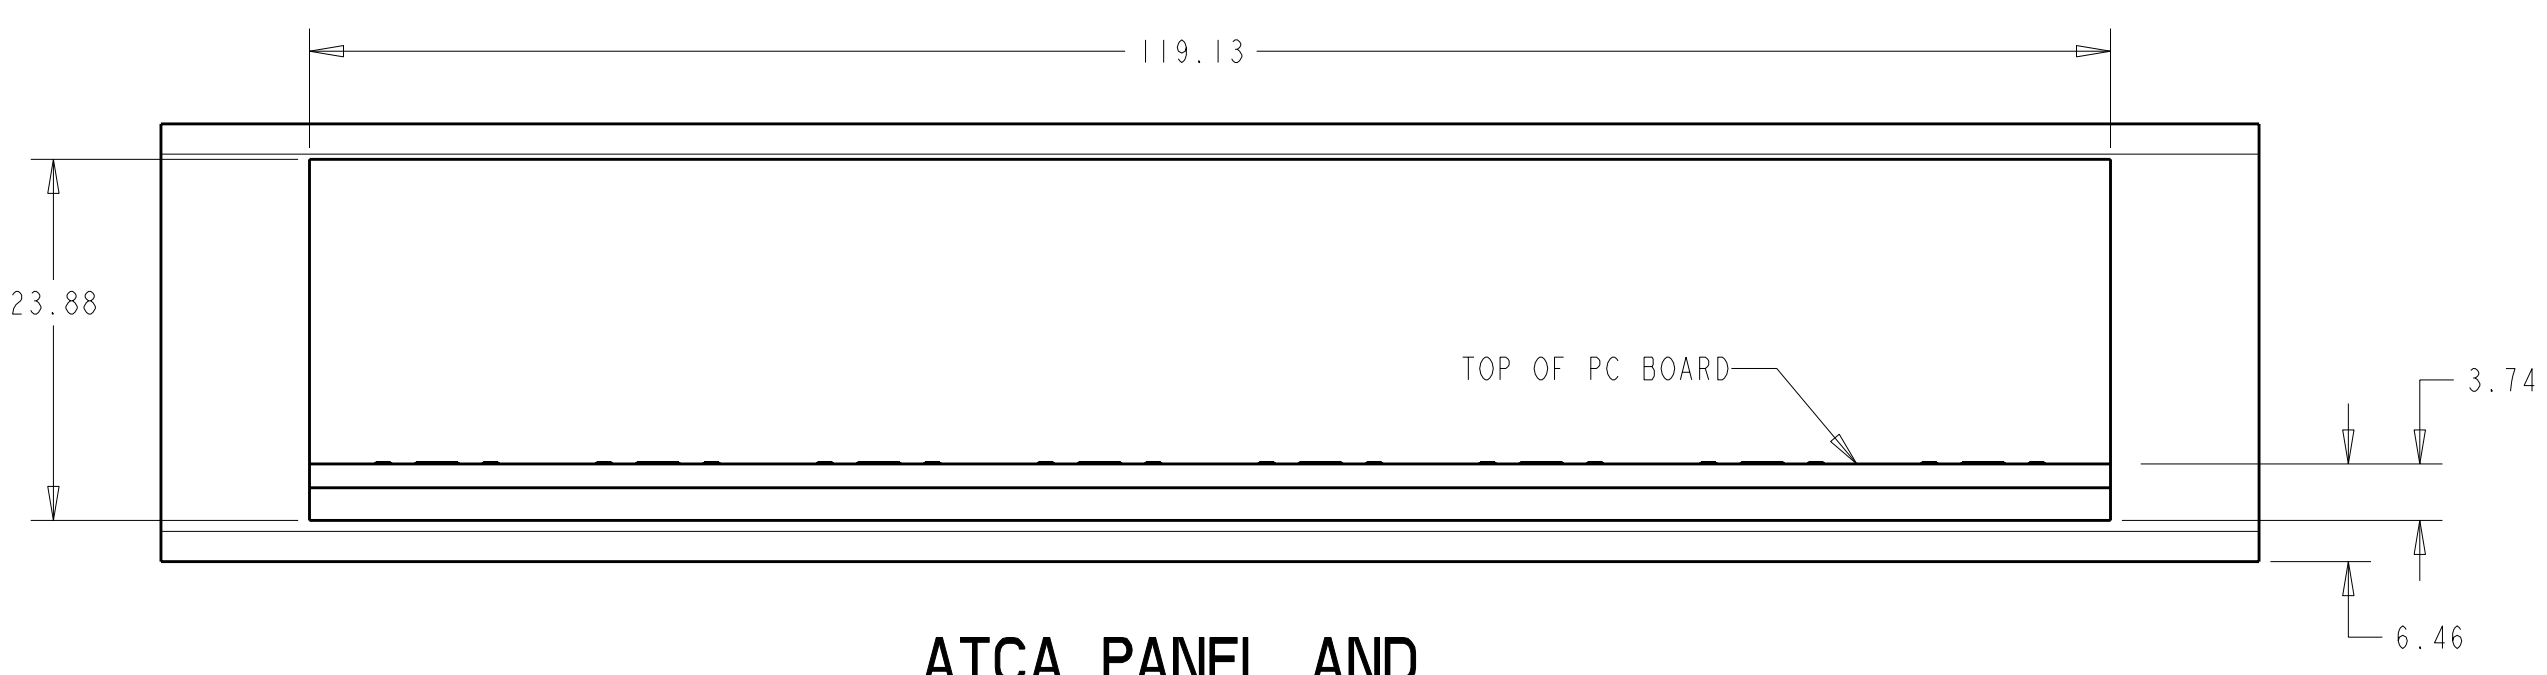 119.13
23.88
TOP OF PC BOARD
3.74
6.46
ATCA PANEL AND